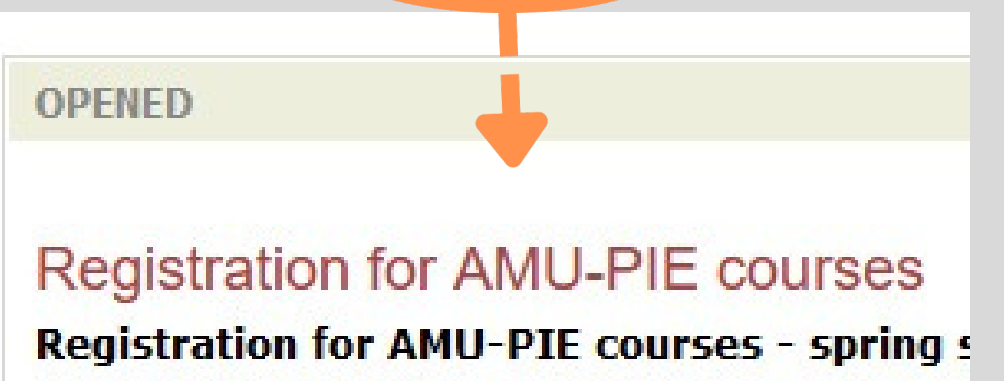 OPENED
Registration for AMU-PIE courses
Registration for AMU-PIE courses - spring